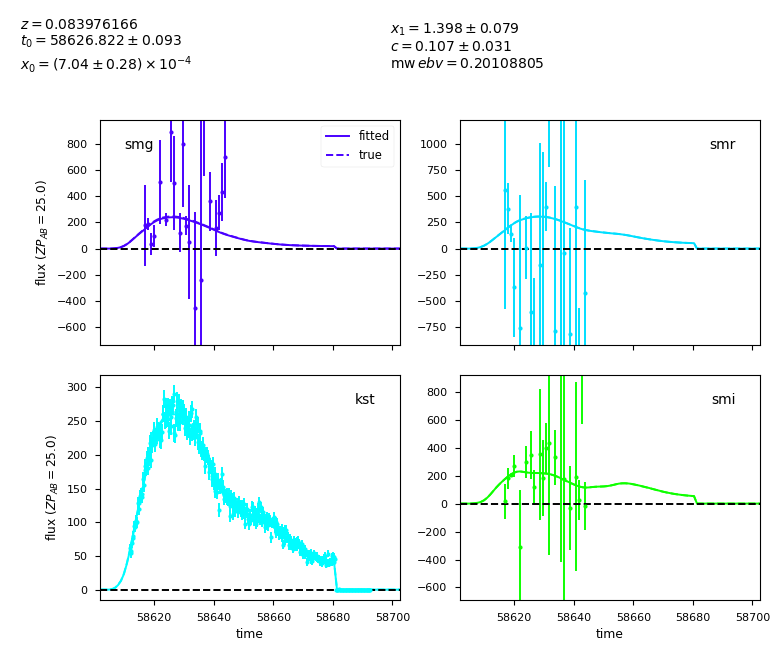 z = 0.083976166
t₀ = 58626.822 ± 0.093
x₀ = (7.04 ± 0.28) × 10⁻⁴
x₁ = 1.398 ± 0.079
c = 0.107 ± 0.031
mw ebv = 0.20108805
smg
fitted
true
800
600
400
200
0
−200
−400
−600
flux (ZP_AB = 25.0)
smr
1000
750
500
250
0
−250
−500
−750
kst
300
250
200
150
100
50
0
flux (ZP_AB = 25.0)
58620 58640 58660 58680 58700
time
smi
800
600
400
200
0
−200
−400
−600
58620 58640 58660 58680 58700
time